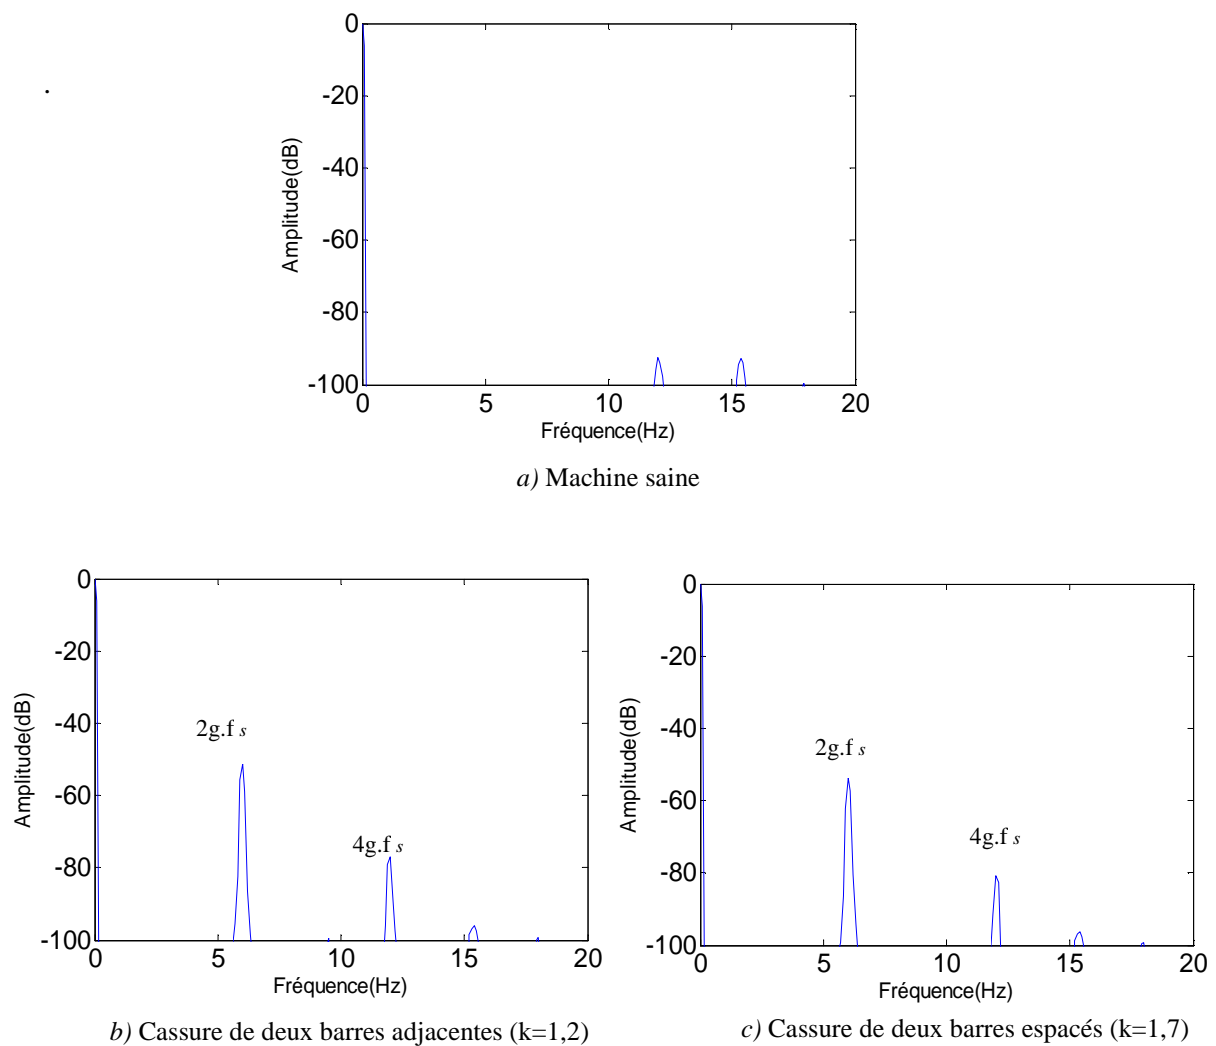 0
-20
-40
-60
-80
-100
Amplitude(dB)
0 5 10 15 20
Fréquence(Hz)
a) Machine saine
0
-20
-40
-60
-80
-100
Amplitude(dB)
2g.f s
4g.f s
0 5 10 15 20
Fréquence(Hz)
b) Cassure de deux barres adjacentes (k=1,2)
0
-20
-40
-60
-80
-100
Amplitude(dB)
2g.f s
4g.f s
0 5 10 15 20
Fréquence(Hz)
c) Cassure de deux barres espacés (k=1,7)